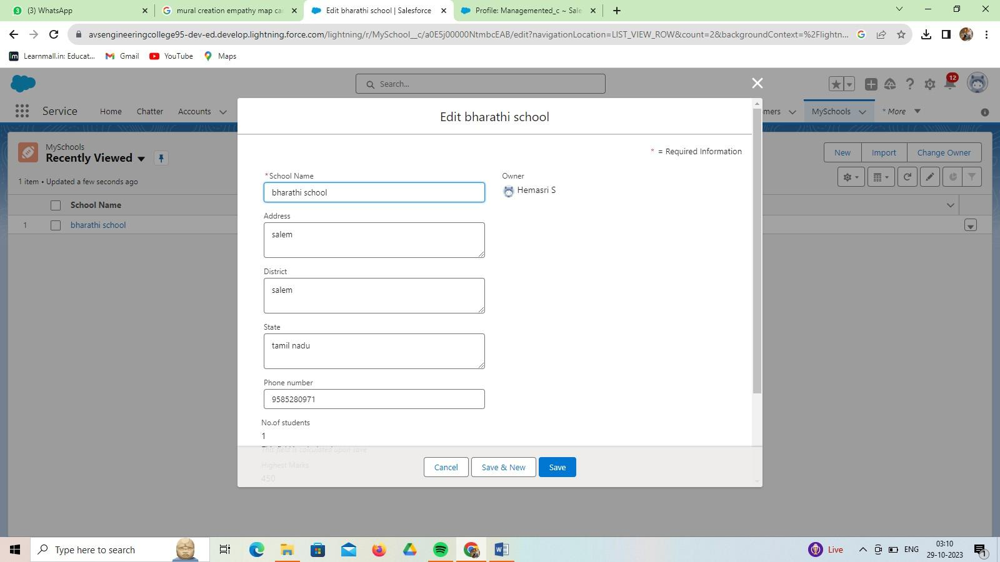 (3) WhatsApp
mural creation empathy map ca
Edit bharathi school | Salesforce
Profile: Managemented_c ~ Sale
avsengineeringcollege95-dev-ed.develop.lightning.force.com/lightning/r/MySchool__c/a0E5j00000NtmbcEAB/edit?navigationLocation=LIST_VIEW_ROW&count=2&backgroundContext=%2Flightn...
Learnmall.in: Educat... Gmail YouTube Maps
Search...
12
Service Home Chatter Accounts mers MySchools * More
Edit bharathi school
MySchools
Recently Viewed
New Import Change Owner
1 item • Updated a few seconds ago
* = Required Information
School Name
1 bharathi school
*School Name
bharathi school
Owner
Hemasri S
Address
salem
District
salem
State
tamil nadu
Phone number
9585280971
No.of students
1
This field is calculated upon save
Highest Marks
450
Cancel Save & New Save
Type here to search
Live
ENG
03:10
29-10-2023
1